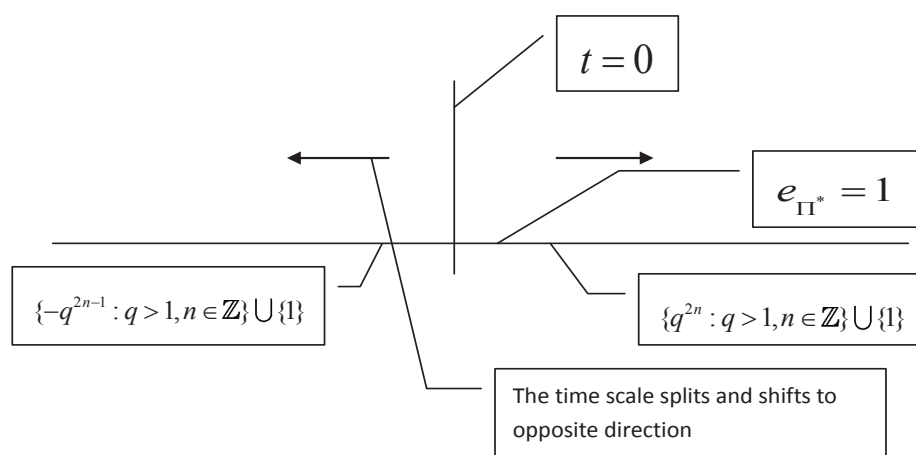 t = 0
e_{Π*} = 1
{−q^{2n−1} : q > 1, n ∈ ℤ} ⋃ {1}
{q^{2n} : q > 1, n ∈ ℤ} ⋃ {1}
The time scale splits and shifts to
opposite direction